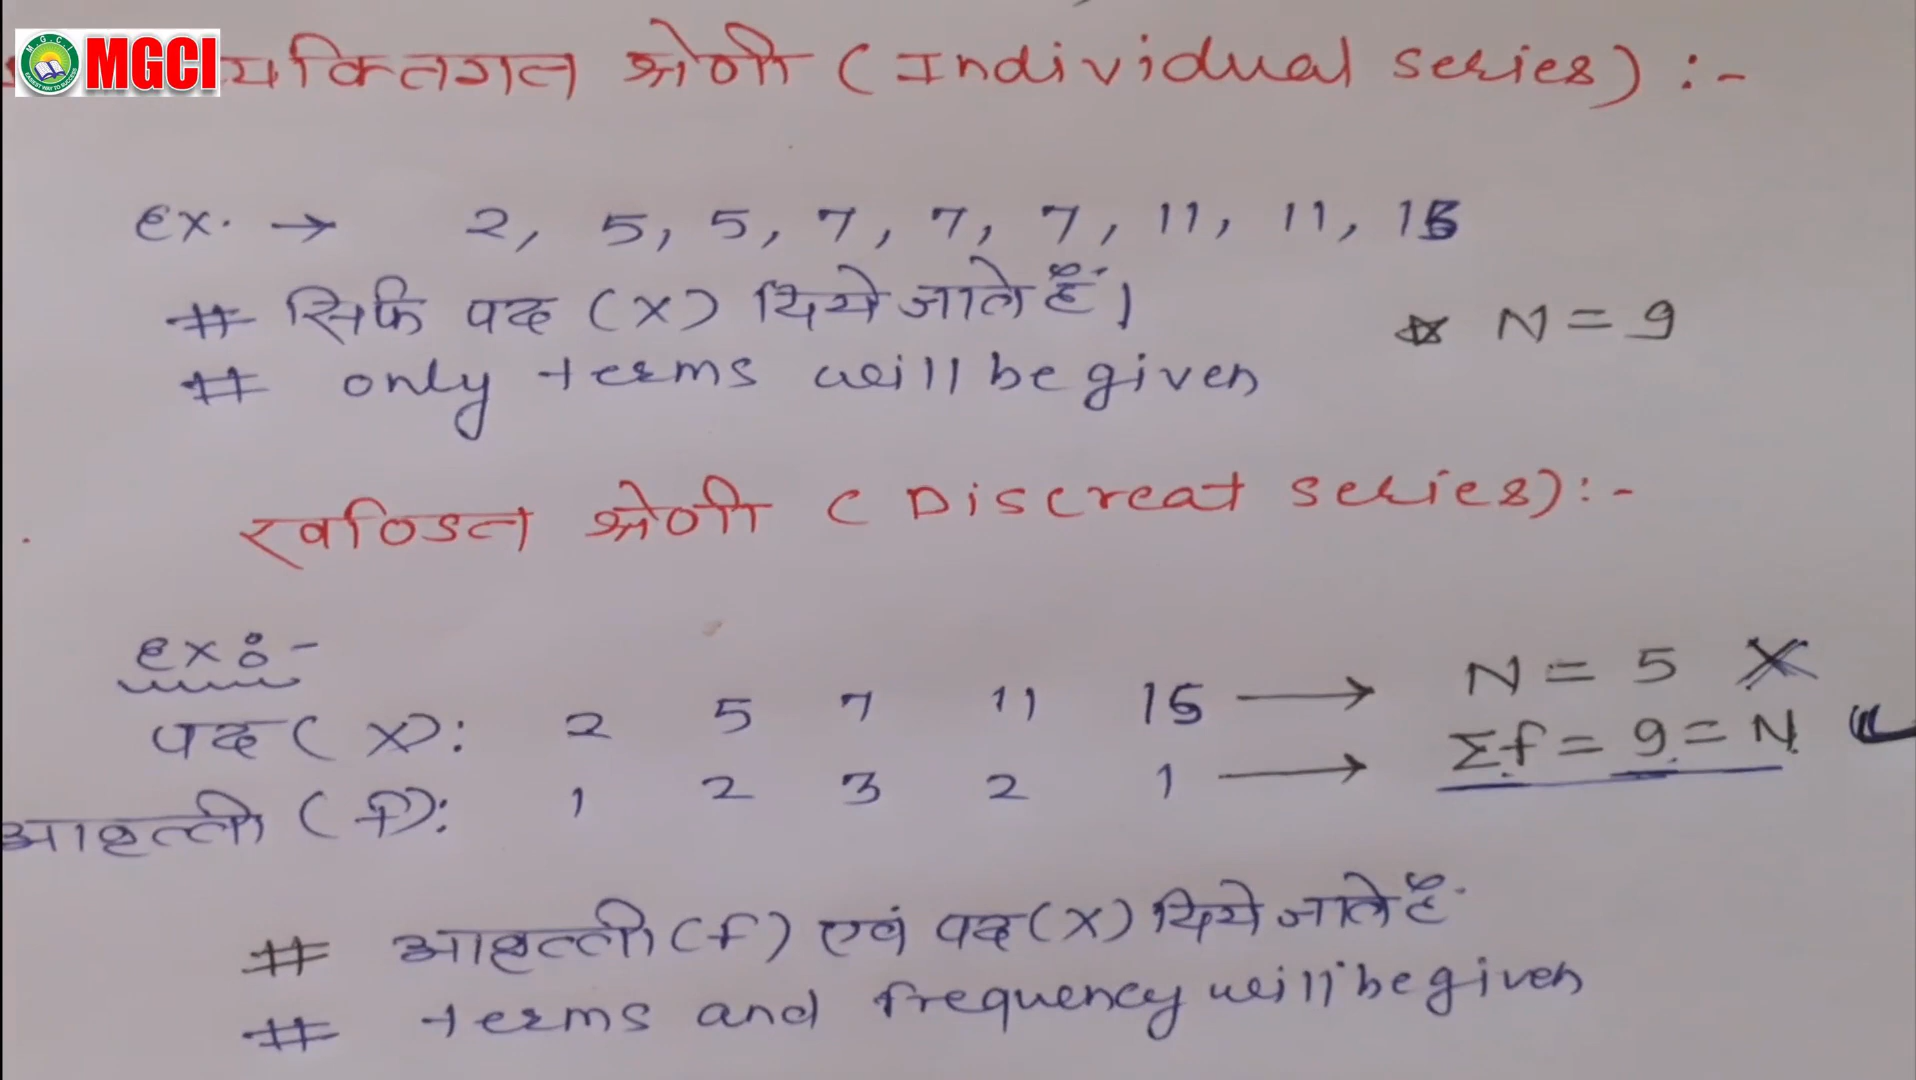 MGCI
व्यक्तिगत श्रेणी (Individual series) :-
ex. → 2, 5, 5, 7, 7, 7, 11, 11, 15
# सिर्फ पद (X) दिये जाते हैं।
☆ N = 9
# only terms will be given
खण्डित श्रेणी (Discreat series):-
ex:-
पद (X): 2 5 7 11 15 → N = 5 X
आवृत्ती (f): 1 2 3 2 1 → Σf = 9 = N
# आवृत्ती (f) एवं पद (X) दिये जाते हैं
# terms and frequency will be given